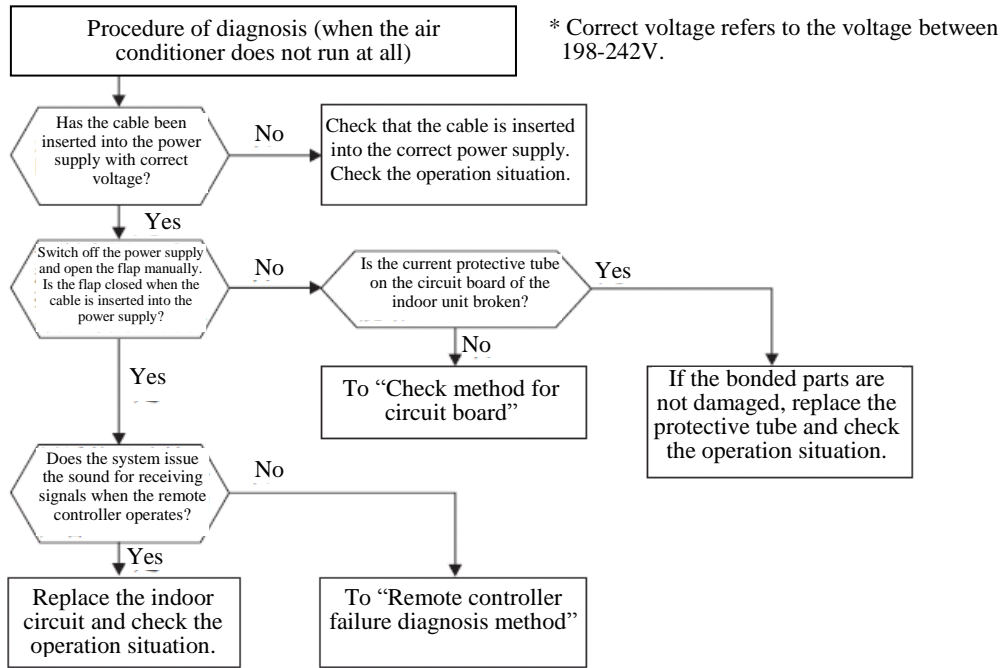 Procedure of diagnosis (when the air
conditioner does not run at all)
* Correct voltage refers to the voltage between
198-242V.
Has the cable been
inserted into the power
supply with correct
voltage?
No
Check that the cable is inserted
into the correct power supply.
Check the operation situation.
Yes
Switch off the power supply
and open the flap manually.
Is the flap closed when the
cable is inserted into the
power supply?
No
Is the current protective tube
on the circuit board of the
indoor unit broken?
Yes
No
Yes
To “Check method for
circuit board”
If the bonded parts are
not damaged, replace the
protective tube and check
the operation situation.
Does the system issue
the sound for receiving
signals when the remote
controller operates?
No
Yes
Replace the indoor
circuit and check the
operation situation.
To “Remote controller
failure diagnosis method”